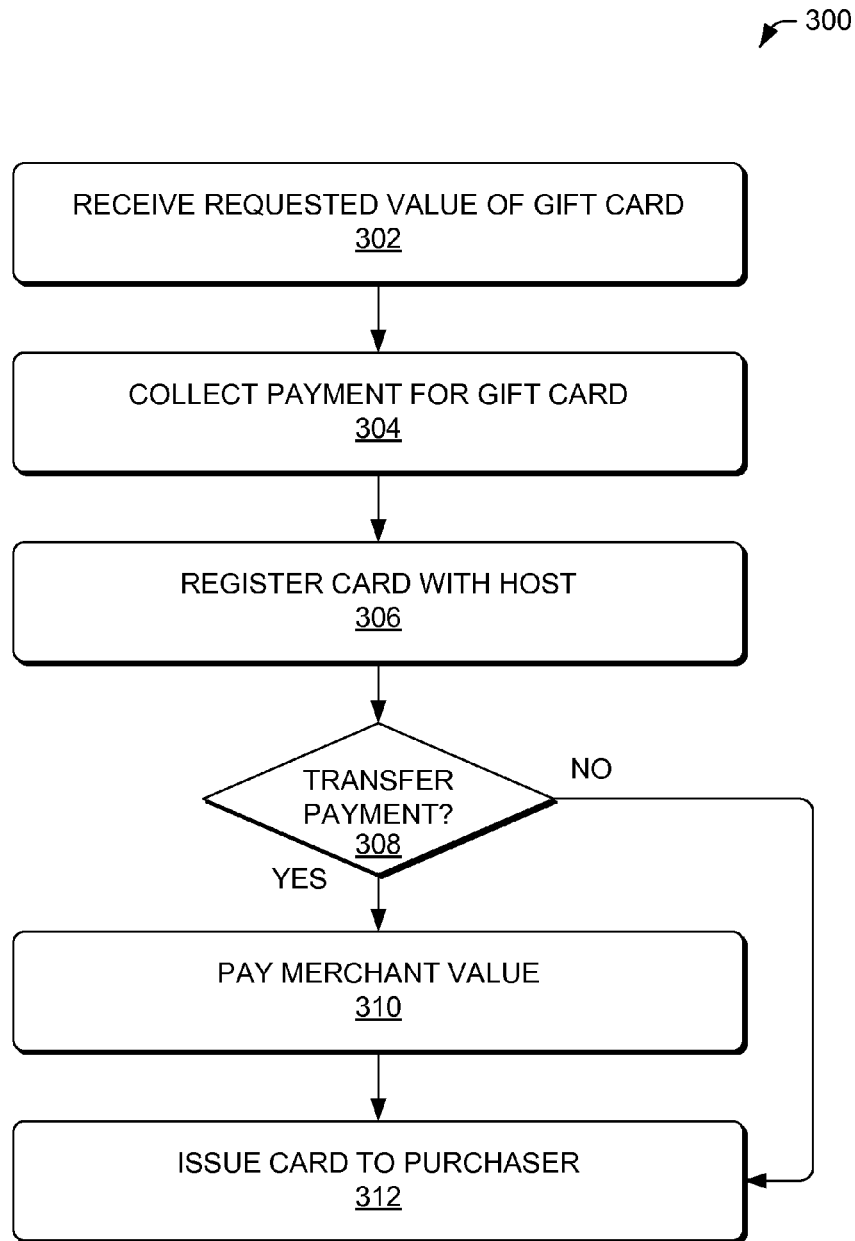 300
RECEIVE REQUESTED VALUE OF GIFT CARD
302
COLLECT PAYMENT FOR GIFT CARD
304
REGISTER CARD WITH HOST
306
TRANSFER
PAYMENT?
308
NO
YES
PAY MERCHANT VALUE
310
ISSUE CARD TO PURCHASER
312